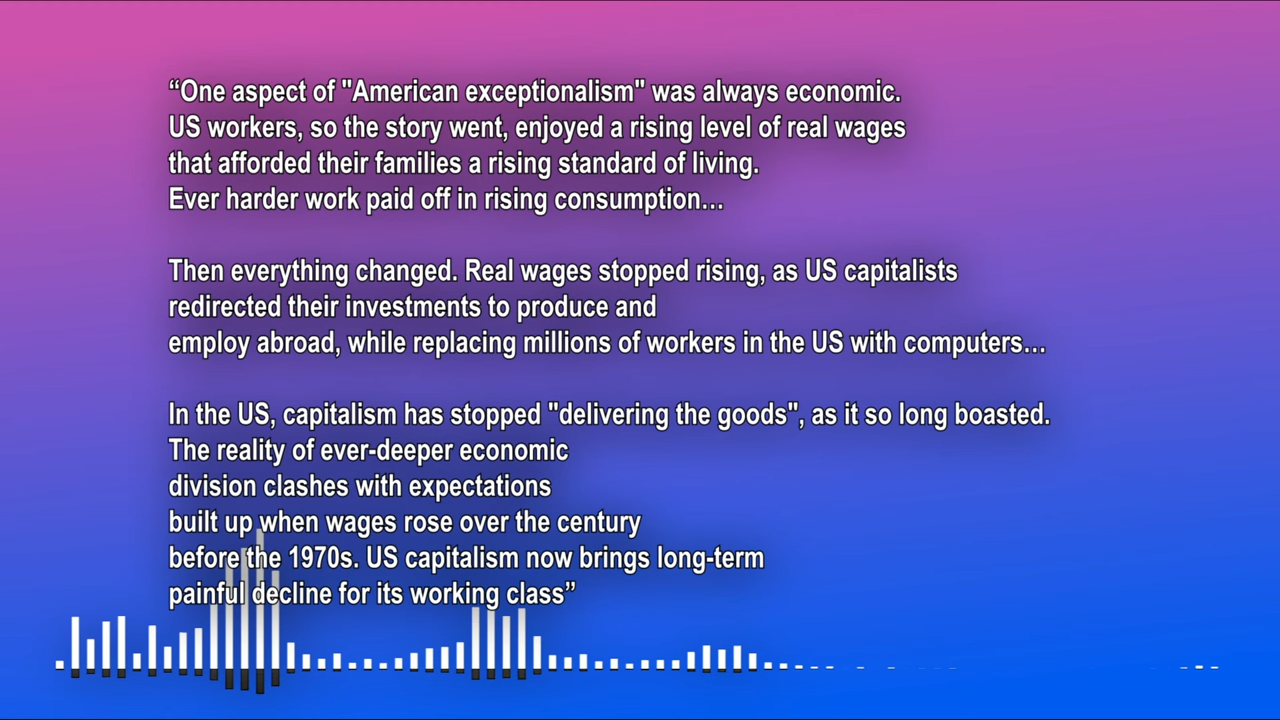 “One aspect of "American exceptionalism" was always economic.
US workers, so the story went, enjoyed a rising level of real wages
that afforded their families a rising standard of living.
Ever harder work paid off in rising consumption…
Then everything changed. Real wages stopped rising, as US capitalists
redirected their investments to produce and
employ abroad, while replacing millions of workers in the US with computers…
In the US, capitalism has stopped "delivering the goods", as it so long boasted.
The reality of ever-deeper economic
division clashes with expectations
built up when wages rose over the century
before the 1970s. US capitalism now brings long-term
painful decline for its working class”